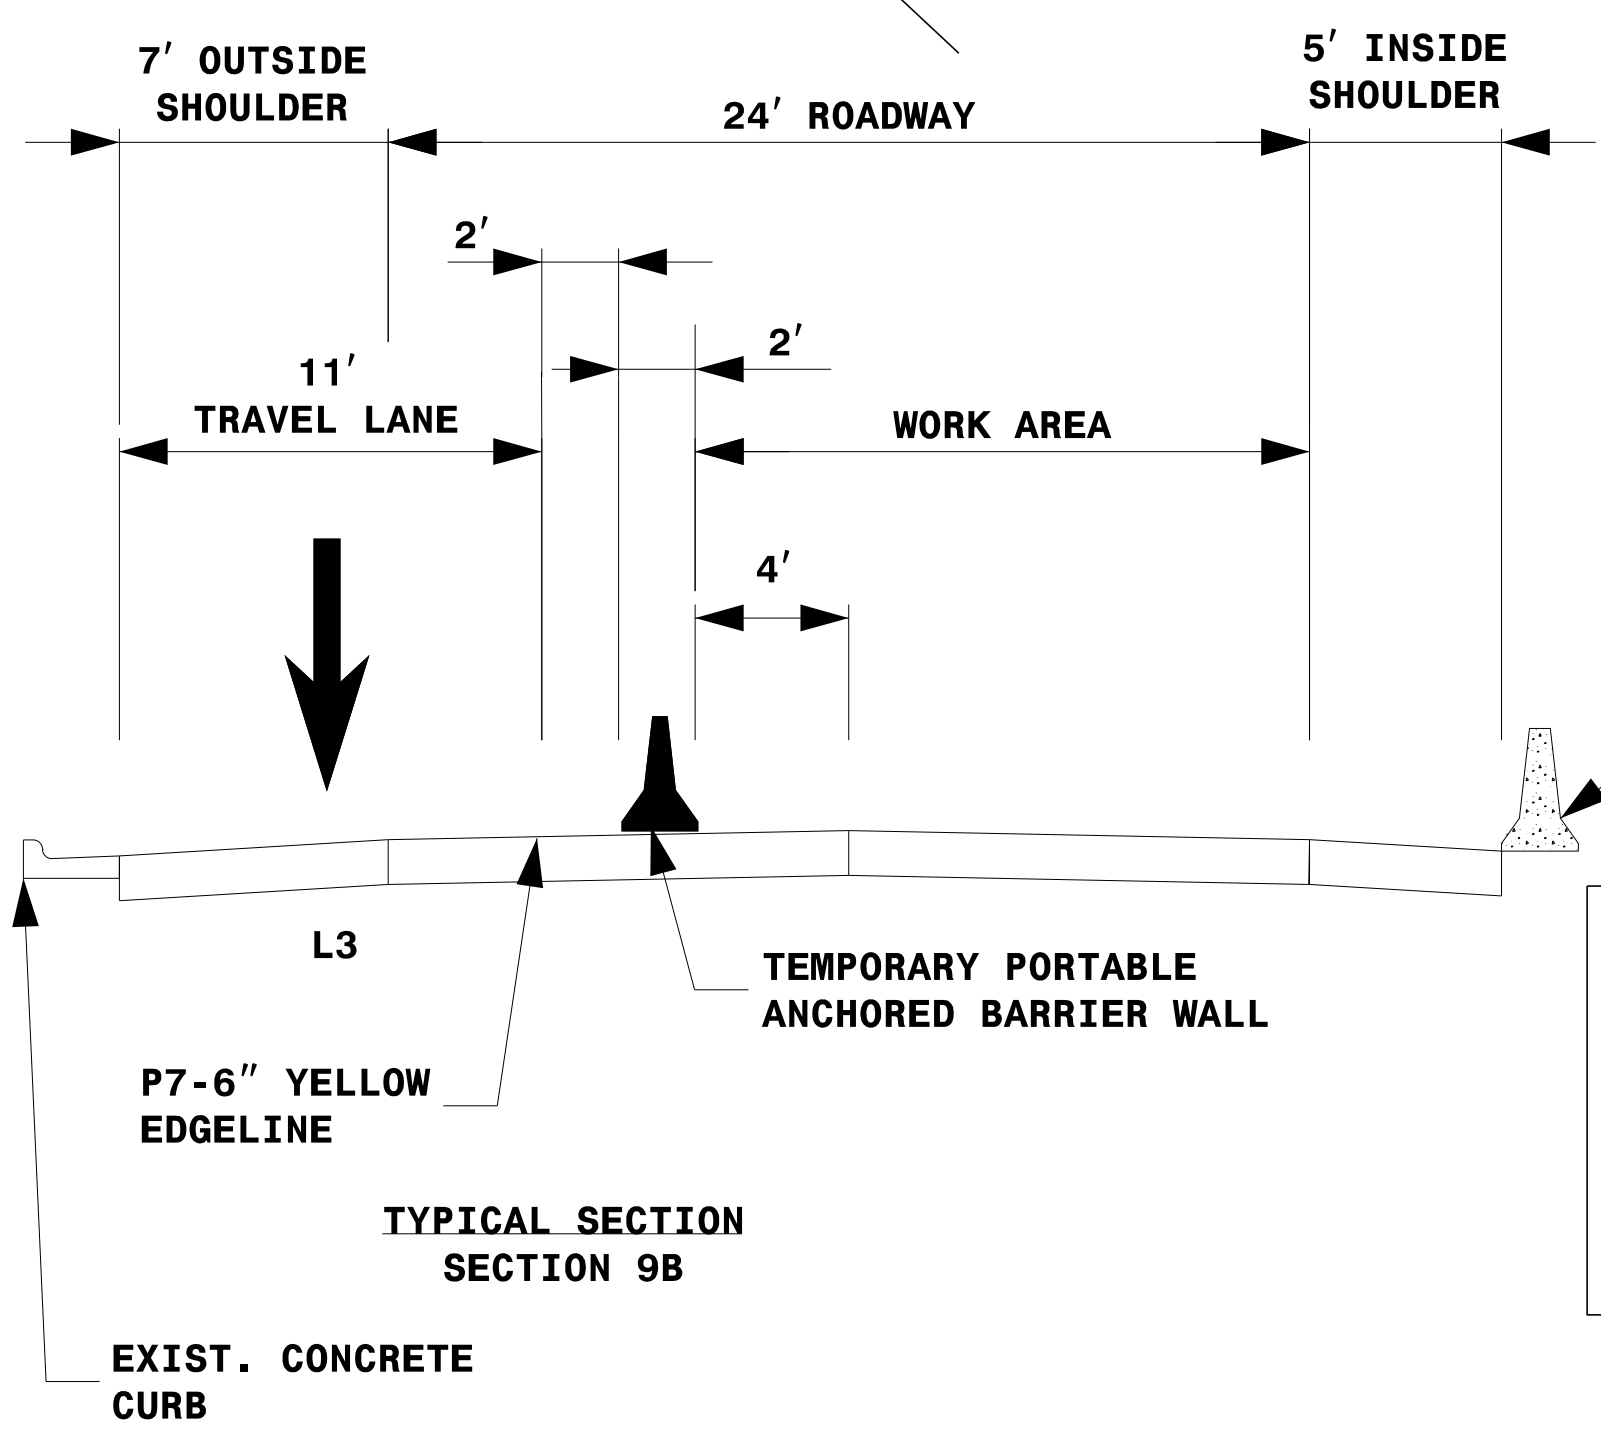 7' OUTSIDE
SHOULDER
24' ROADWAY
5' INSIDE
SHOULDER
2'
2'
11'
TRAVEL LANE
WORK AREA
4'
L3
TEMPORARY PORTABLE
ANCHORED BARRIER WALL
P7-6" YELLOW
EDGELINE
TYPICAL SECTION
SECTION 9B
EXIST. CONCRETE
CURB